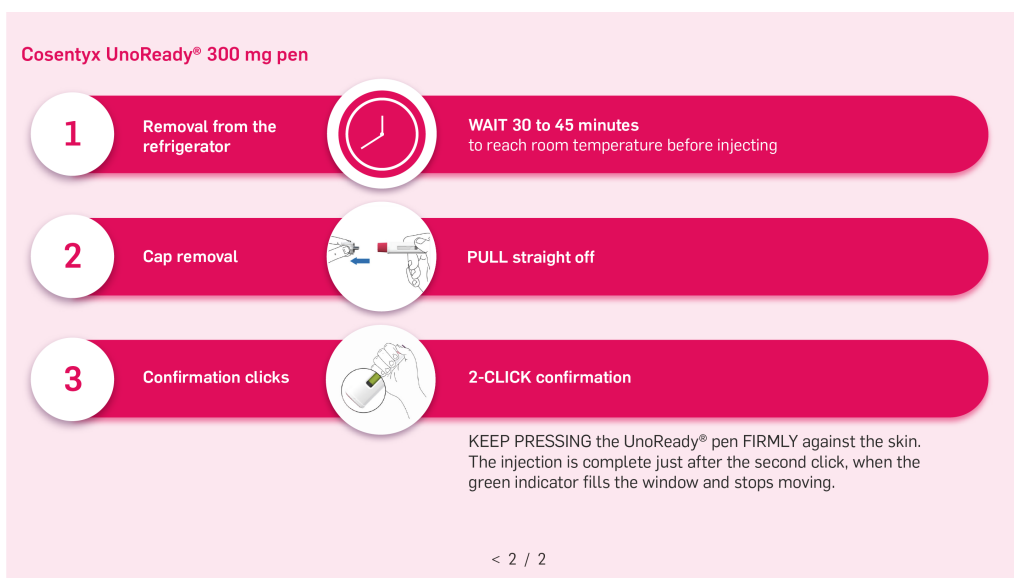 Cosentyx UnoReady® 300 mg pen
1
Removal from the
refrigerator
WAIT 30 to 45 minutes
to reach room temperature before injecting
2
Cap removal
PULL straight off
3
Confirmation clicks
2-CLICK confirmation
KEEP PRESSING the UnoReady® pen FIRMLY against the skin.
The injection is complete just after the second click, when the
green indicator fills the window and stops moving.
< 2 / 2